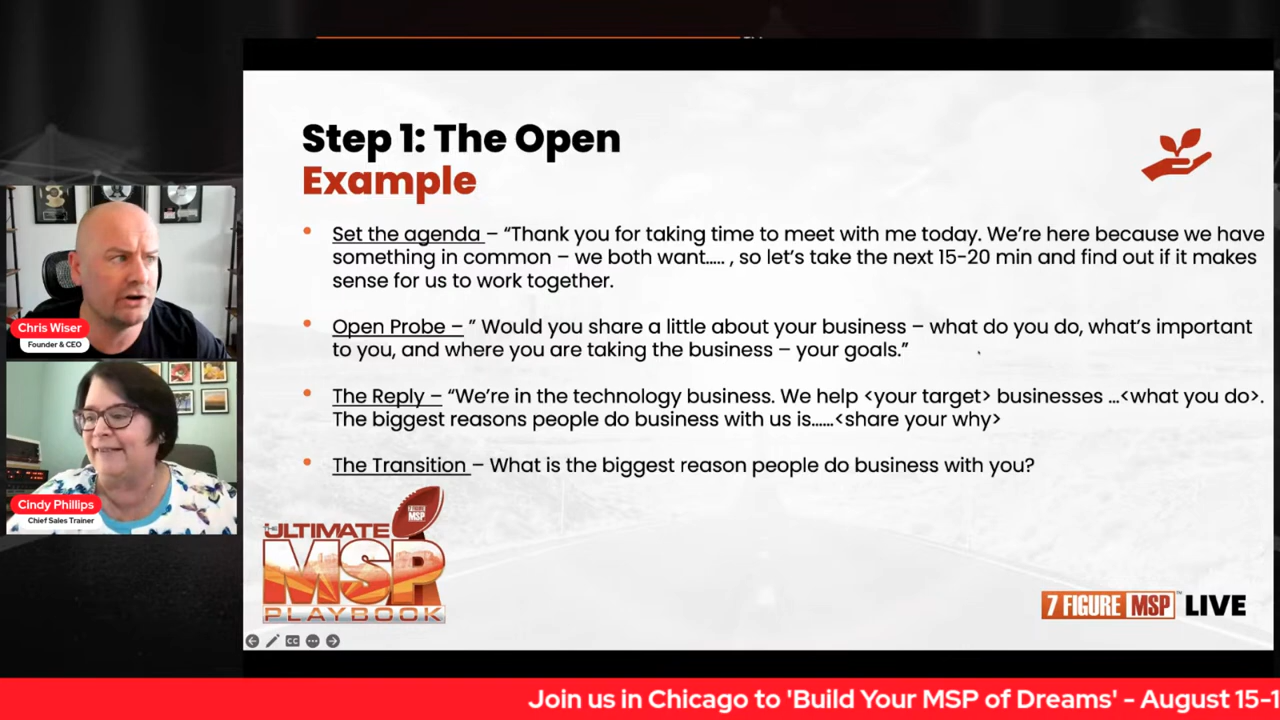 Step 1: The Open
Example
• Set the agenda – “Thank you for taking time to meet with me today. We’re here because we have
something in common – we both want..... , so let’s take the next 15-20 min and find out if it makes
sense for us to work together.
• Open Probe – ” Would you share a little about your business – what do you do, what’s important
to you, and where you are taking the business – your goals.”
• The Reply – “We’re in the technology business. We help <your target> businesses ...<what you do>.
The biggest reasons people do business with us is......<share your why>
• The Transition – What is the biggest reason people do business with you?
Chris Wiser
Founder & CEO
Cindy Phillips
Chief Sales Trainer
THE
ULTIMATE
MSP
PLAYBOOK
7 FIGURE
MSP
7 FIGURE MSP™ LIVE
CC
Join us in Chicago to 'Build Your MSP of Dreams' - August 15-1